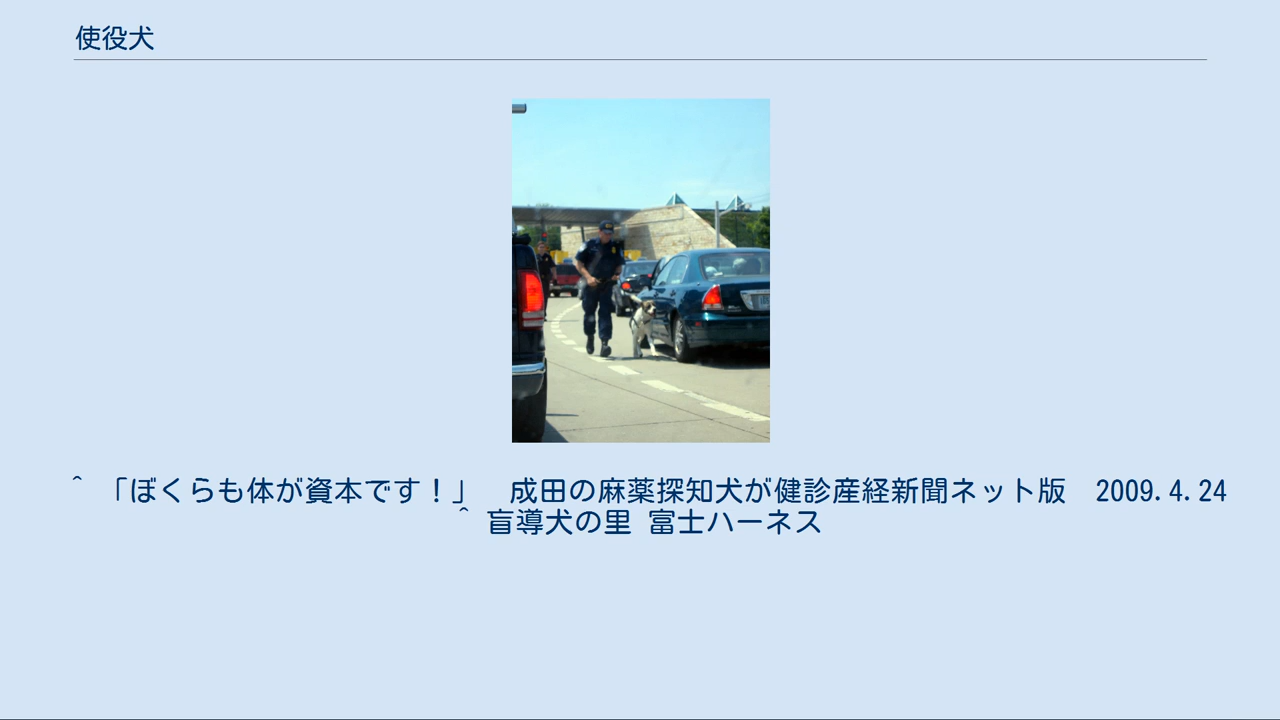 使役犬
^ 「ぼくらも体が資本です！」　成田の麻薬探知犬が健診産経新聞ネット版　2009.4.24
^ 盲導犬の里 富士ハーネス